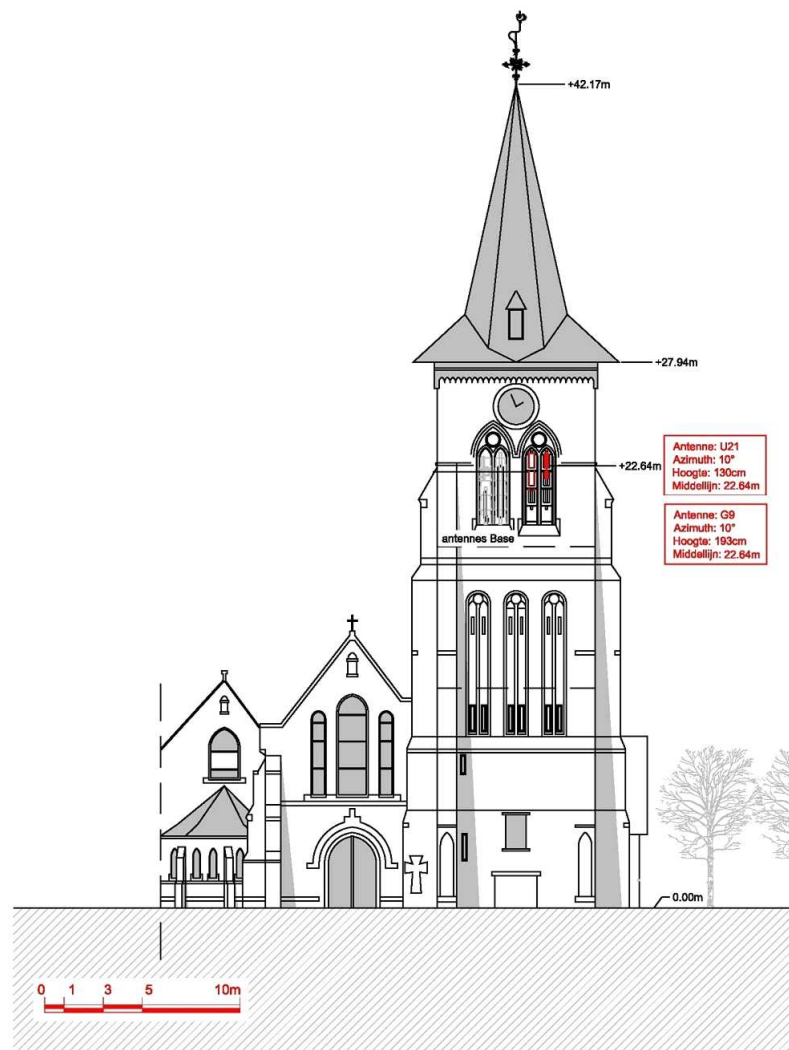 +42.17m
+27.94m
+22.64m
Antenne: U21
Azimuth: 10°
Hoogte: 130cm
Middellijn: 22.64m
Antenne: G9
Azimuth: 10°
Hoogte: 193cm
Middellijn: 22.64m
antennes Base
0.00m
0 1 3 5 10m